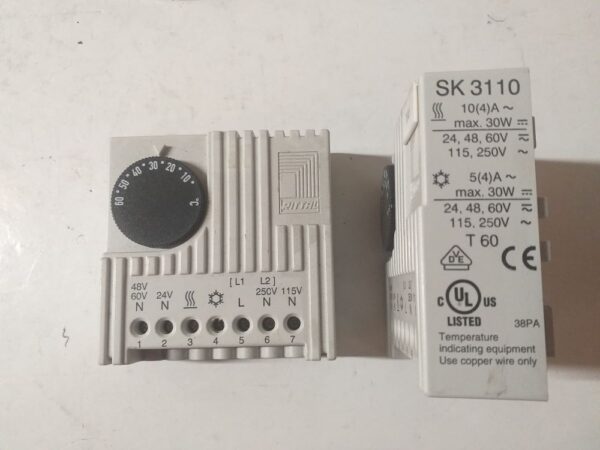 60 50 40 30 20 10 °C
RITTAL
[ L1 L2 ]
48V
60V 24V 250V 115V
N N L N N
1 2 3 4 5 6 7
SK 3110
10(4)A ~
max. 30W ⎓
24, 48, 60V ⎓
115, 250V ~
5(4)A ~
max. 30W ⎓
24, 48, 60V ⎓
115, 250V ~
T 60
DVE CE
C UL US
LISTED
38PA
Temperature
indicating equipment
Use copper wire only